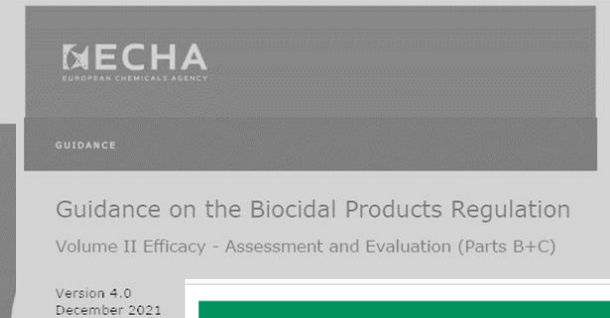 ECHA
EUROPEAN CHEMICALS AGENCY
GUIDANCE
Guidance on the Biocidal Products Regulation
Volume II Efficacy - Assessment and Evaluation (Parts B+C)
Version 4.0
December 2021